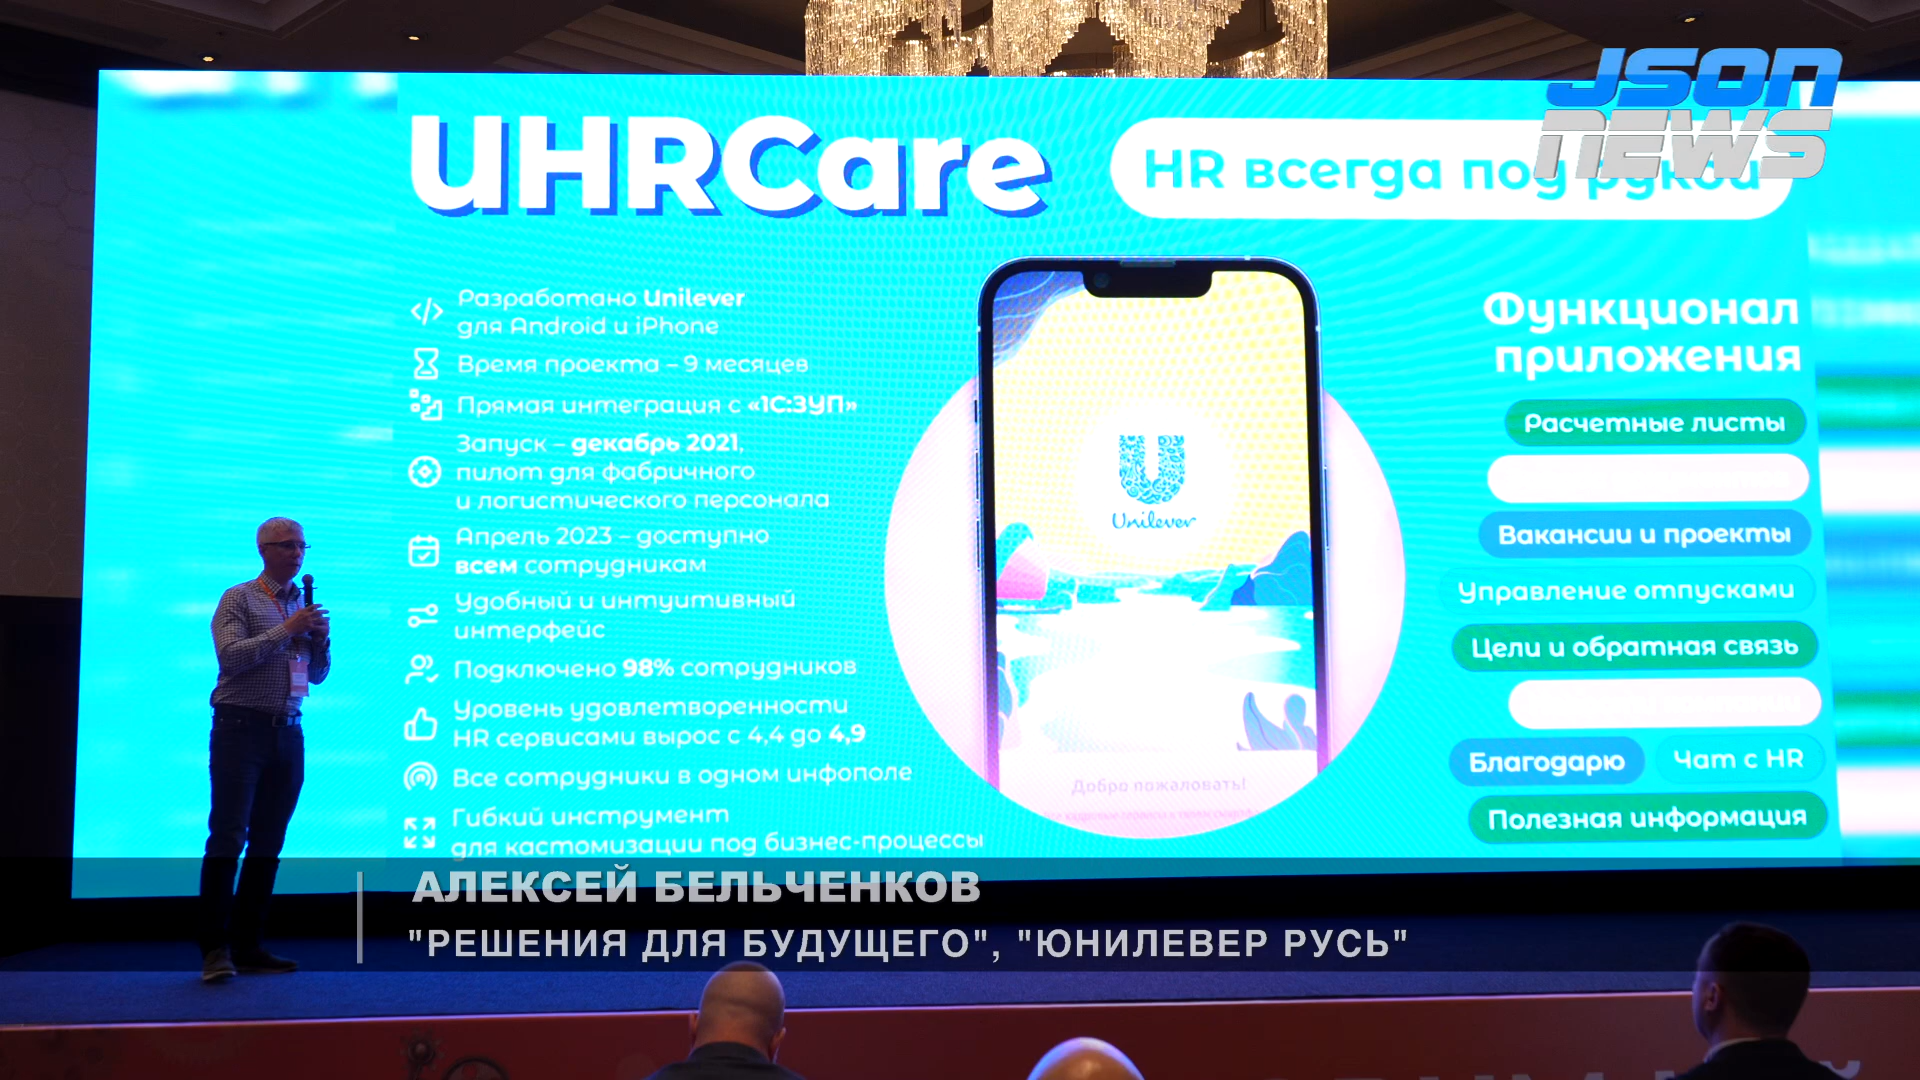 JSON
NEWS
UHRCare
HR всегда под рукой
Разработано Unilever
для Android и iPhone
Время проекта – 9 месяцев
Прямая интеграция с «1С:ЗУП»
Запуск – декабрь 2021,
пилот для фабричного
и логистического персонала
Апрель 2023 – доступно
всем сотрудникам
Удобный и интуитивный
интерфейс
Подключено 98% сотрудников
Уровень удовлетворенности
HR сервисами вырос с 4,4 до 4,9
Все сотрудники в одном инфополе
Гибкий инструмент
для кастомизации под бизнес-процессы
Unilever
Добро пожаловать!
Функционал
приложения
Расчетные листы
Вакансии и проекты
Управление отпусками
Цели и обратная связь
Благодарю
Чат с HR
Полезная информация
АЛЕКСЕЙ БЕЛЬЧЕНКОВ
"РЕШЕНИЯ ДЛЯ БУДУЩЕГО", "ЮНИЛЕВЕР РУСЬ"